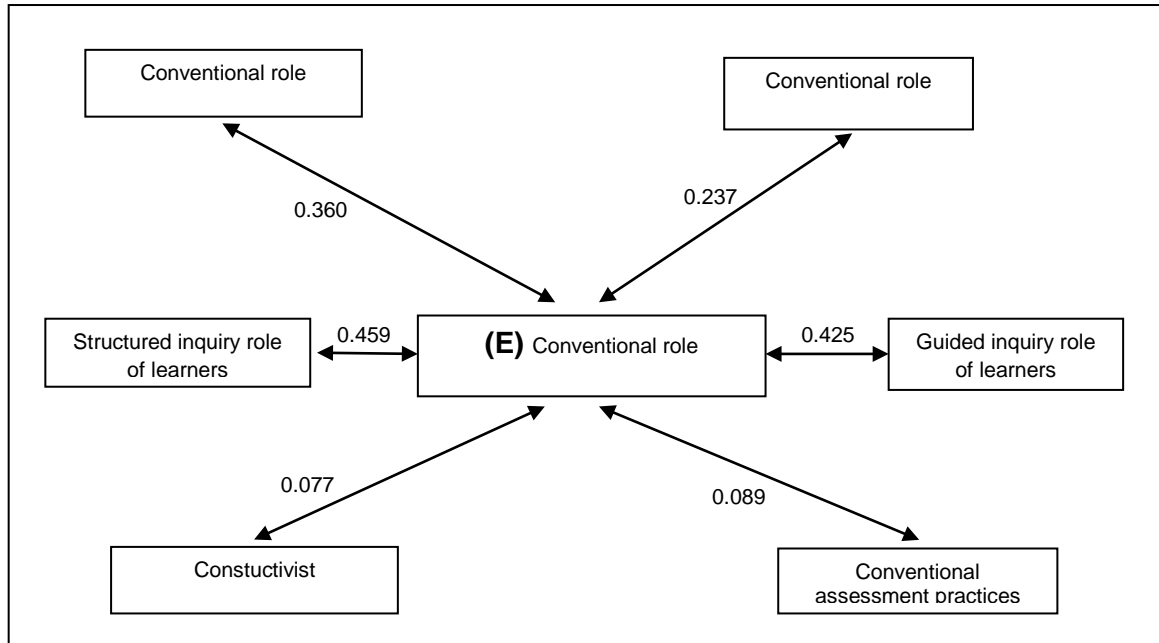 Conventional role
Conventional role
0.360
0.237
Structured inquiry role
of learners
0.459
(E) Conventional role
0.425
Guided inquiry role
of learners
0.077
0.089
Constuctivist
Conventional
assessment practices